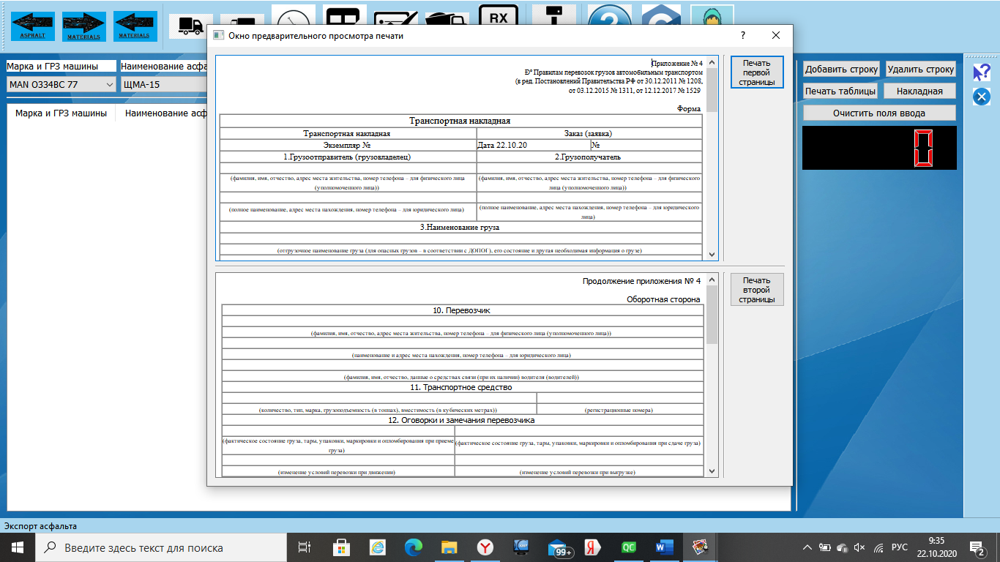 ASPHALT
MATERIALS
MATERIALS
RX
Окно предварительного просмотра печати
?
Марка и ГРЗ машины
Наименование асфа
MAN О334ВС 77
ЩМА-15
Марка и ГРЗ машины
Наименование асф
Приложение № 4
Ð° Правилам перевозок грузов автомобильным транспортом
(в ред. Постановлений Правительства РФ от 30.12.2011 № 1208,
от 03.12.2015 № 1311, от 12.12.2017 № 1529
Форма
Транспортная накладная
Транспортная накладная
Заказ (заявка)
Экземпляр №
Дата 22.10.20
№
1.Грузоотправитель (грузовладелец)
2.Грузополучатель
(фамилия, имя, отчество, адрес места жительства, номер телефона – для физического лица
(уполномоченного лица))
(фамилия, имя, отчество, адрес места жительства, номер телефона – для физического
лица (уполномоченного лица))
(полное наименование, адрес места нахождения, номер телефона – для юридического лица)
(полное наименование, адрес места нахождения, номер телефона – для юридического
лица)
3.Наименование груза
(отгрузочное наименование груза (для опасных грузов – в соответствии с ДОПОГ), его состояние и другая необходимая информация о грузе)
Печать
первой
страницы
Продолжение приложения № 4
Оборотная сторона
10. Перевозчик
(фамилия, имя, отчество, адрес места жительства, номер телефона – для физического лица (уполномоченного лица))
(наименование и адрес места нахождения, номер телефона – для юридического лица)
(фамилия, имя, отчество, данные о средствах связи (при их наличии) водителя (водителей))
11. Транспортное средство
(количество, тип, марка, грузоподъемность (в тоннах), вместимость (в кубических метрах))
(регистрационные номера)
12. Оговорки и замечания перевозчика
(фактическое состояние груза, тары, упаковки, маркировки и опломбирования при приеме
груза)
(фактическое состояние груза, тары, упаковки, маркировки и опломбирования при сдаче груза)
(изменение условий перевозки при движении)
(изменение условий перевозки при выгрузке)
Печать
второй
страницы
Добавить строку
Удалить строку
Печать таблицы
Накладная
Очистить поля ввода
0
Экспорт асфальта
Введите здесь текст для поиска
99+
QC
РУС
9:35
22.10.2020
2